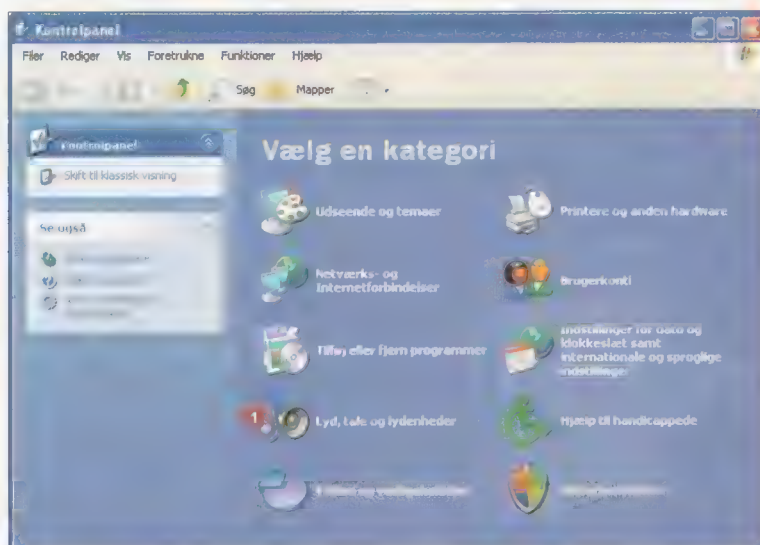 Kontrolpanel
Filer Rediger Vis Foretrukne Funktioner Hjælp
Søg Mapper
Kontrolpanel
Skift til klassisk visning
Se også
Vælg en kategori
Udseende og temaer
Printere og anden hardware
Netværks- og
Internetforbindelser
Brugerkonti
Tilføj eller fjern programmer
Indstillinger for dato og
klokkeslæt samt
internationale og sproglige
indstillinger
1
Lyd, tale og lydenheder
Hjælp til handicappede